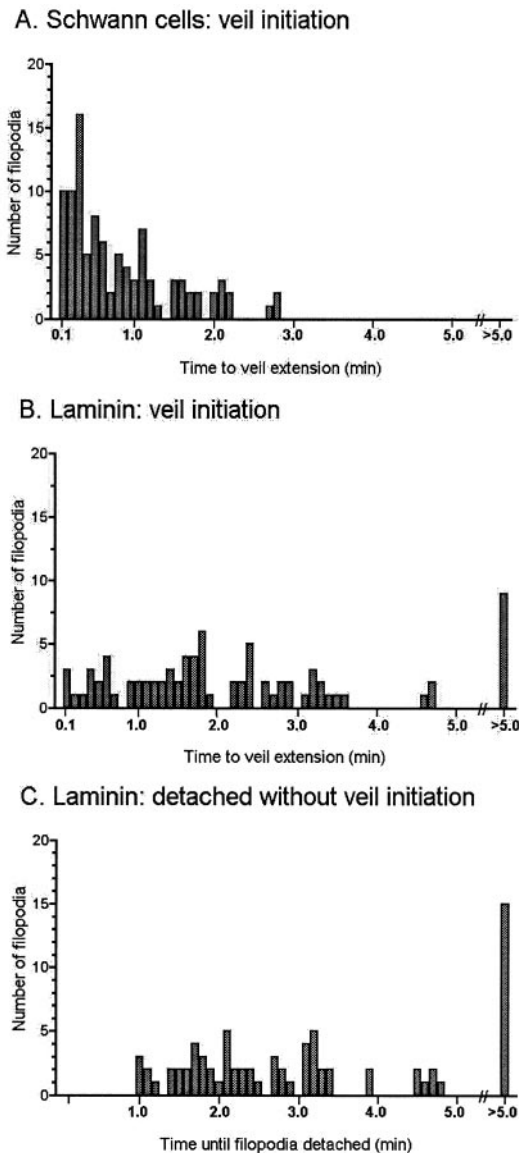 A. Schwann cells: veil initiation
20
15
10
5
0
Number of filopodia
0.1 1.0 2.0 3.0 4.0 5.0 >5.0
Time to veil extension (min)
B. Laminin: veil initiation
20
15
10
5
0
Number of filopodia
0.1 1.0 2.0 3.0 4.0 5.0 >5.0
Time to veil extension (min)
C. Laminin: detached without veil initiation
20
15
10
5
0
Number of filopodia
1.0 2.0 3.0 4.0 5.0 >5.0
Time until filopodia detached (min)